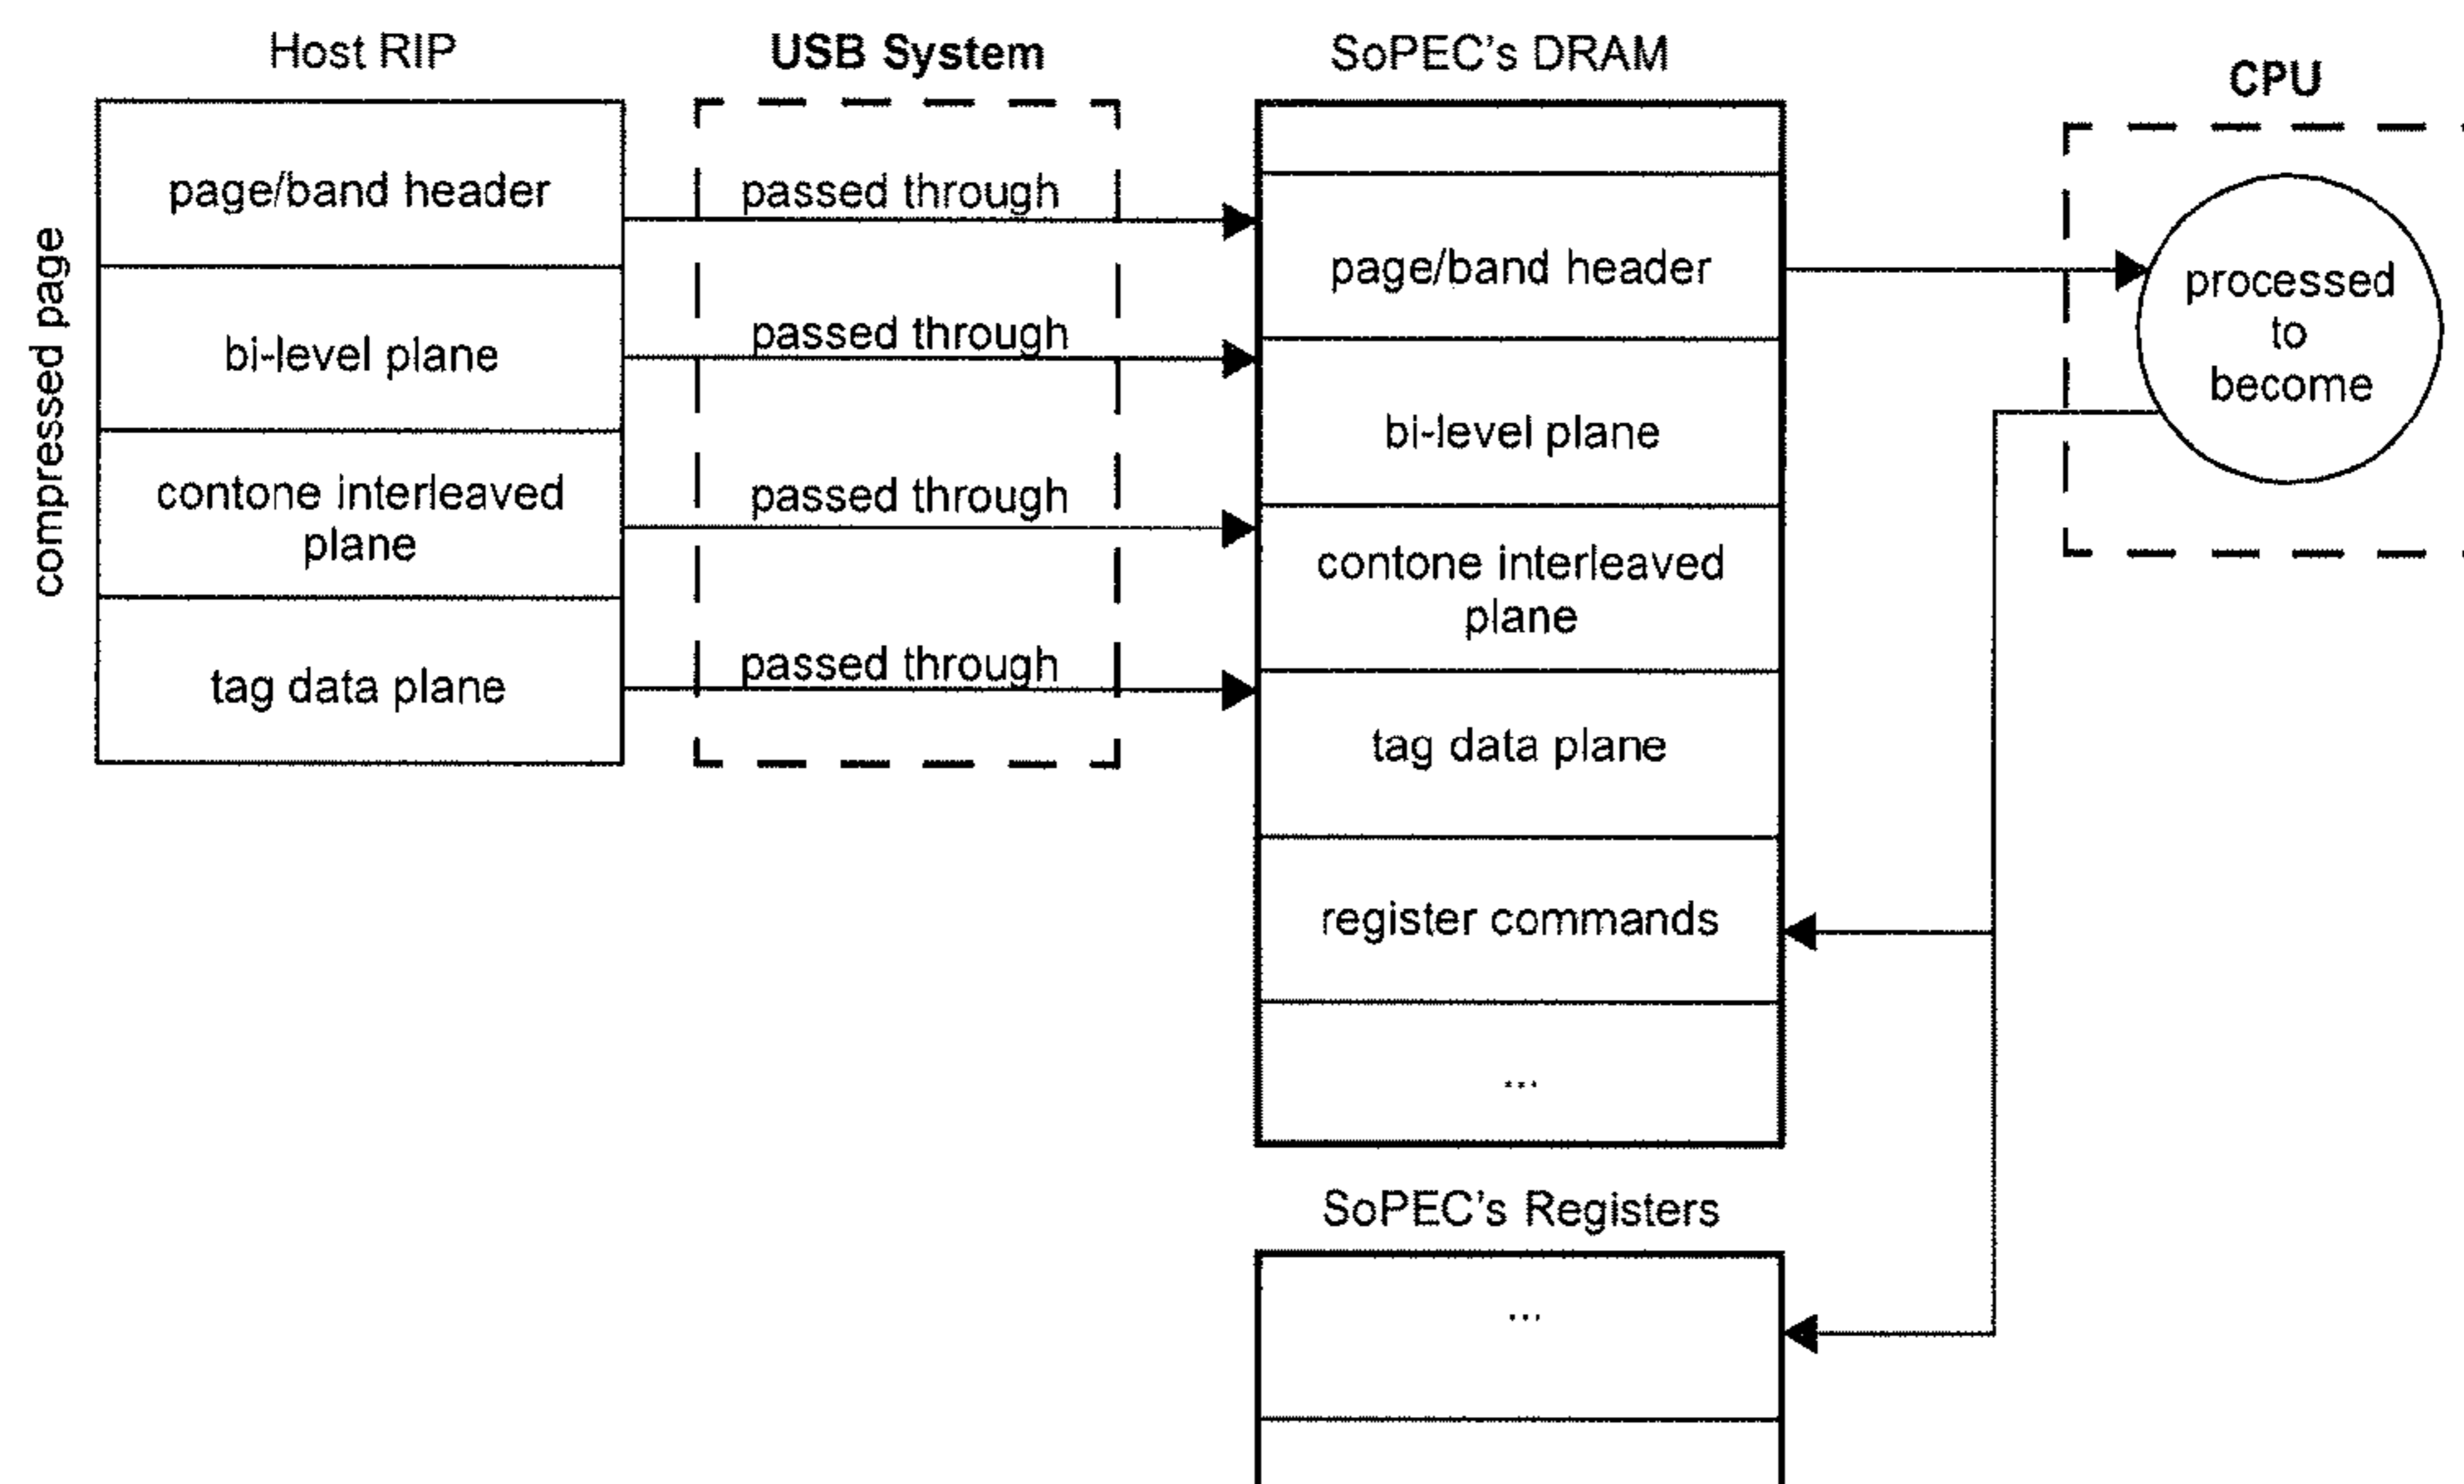 Host RIP
USB System
SoPEC's DRAM
CPU
compressed page
page/band header
bi-level plane
contone interleaved
plane
tag data plane
passed through
passed through
passed through
passed through
page/band header
bi-level plane
contone interleaved
plane
tag data plane
register commands
...
processed
to
become
SoPEC's Registers
...